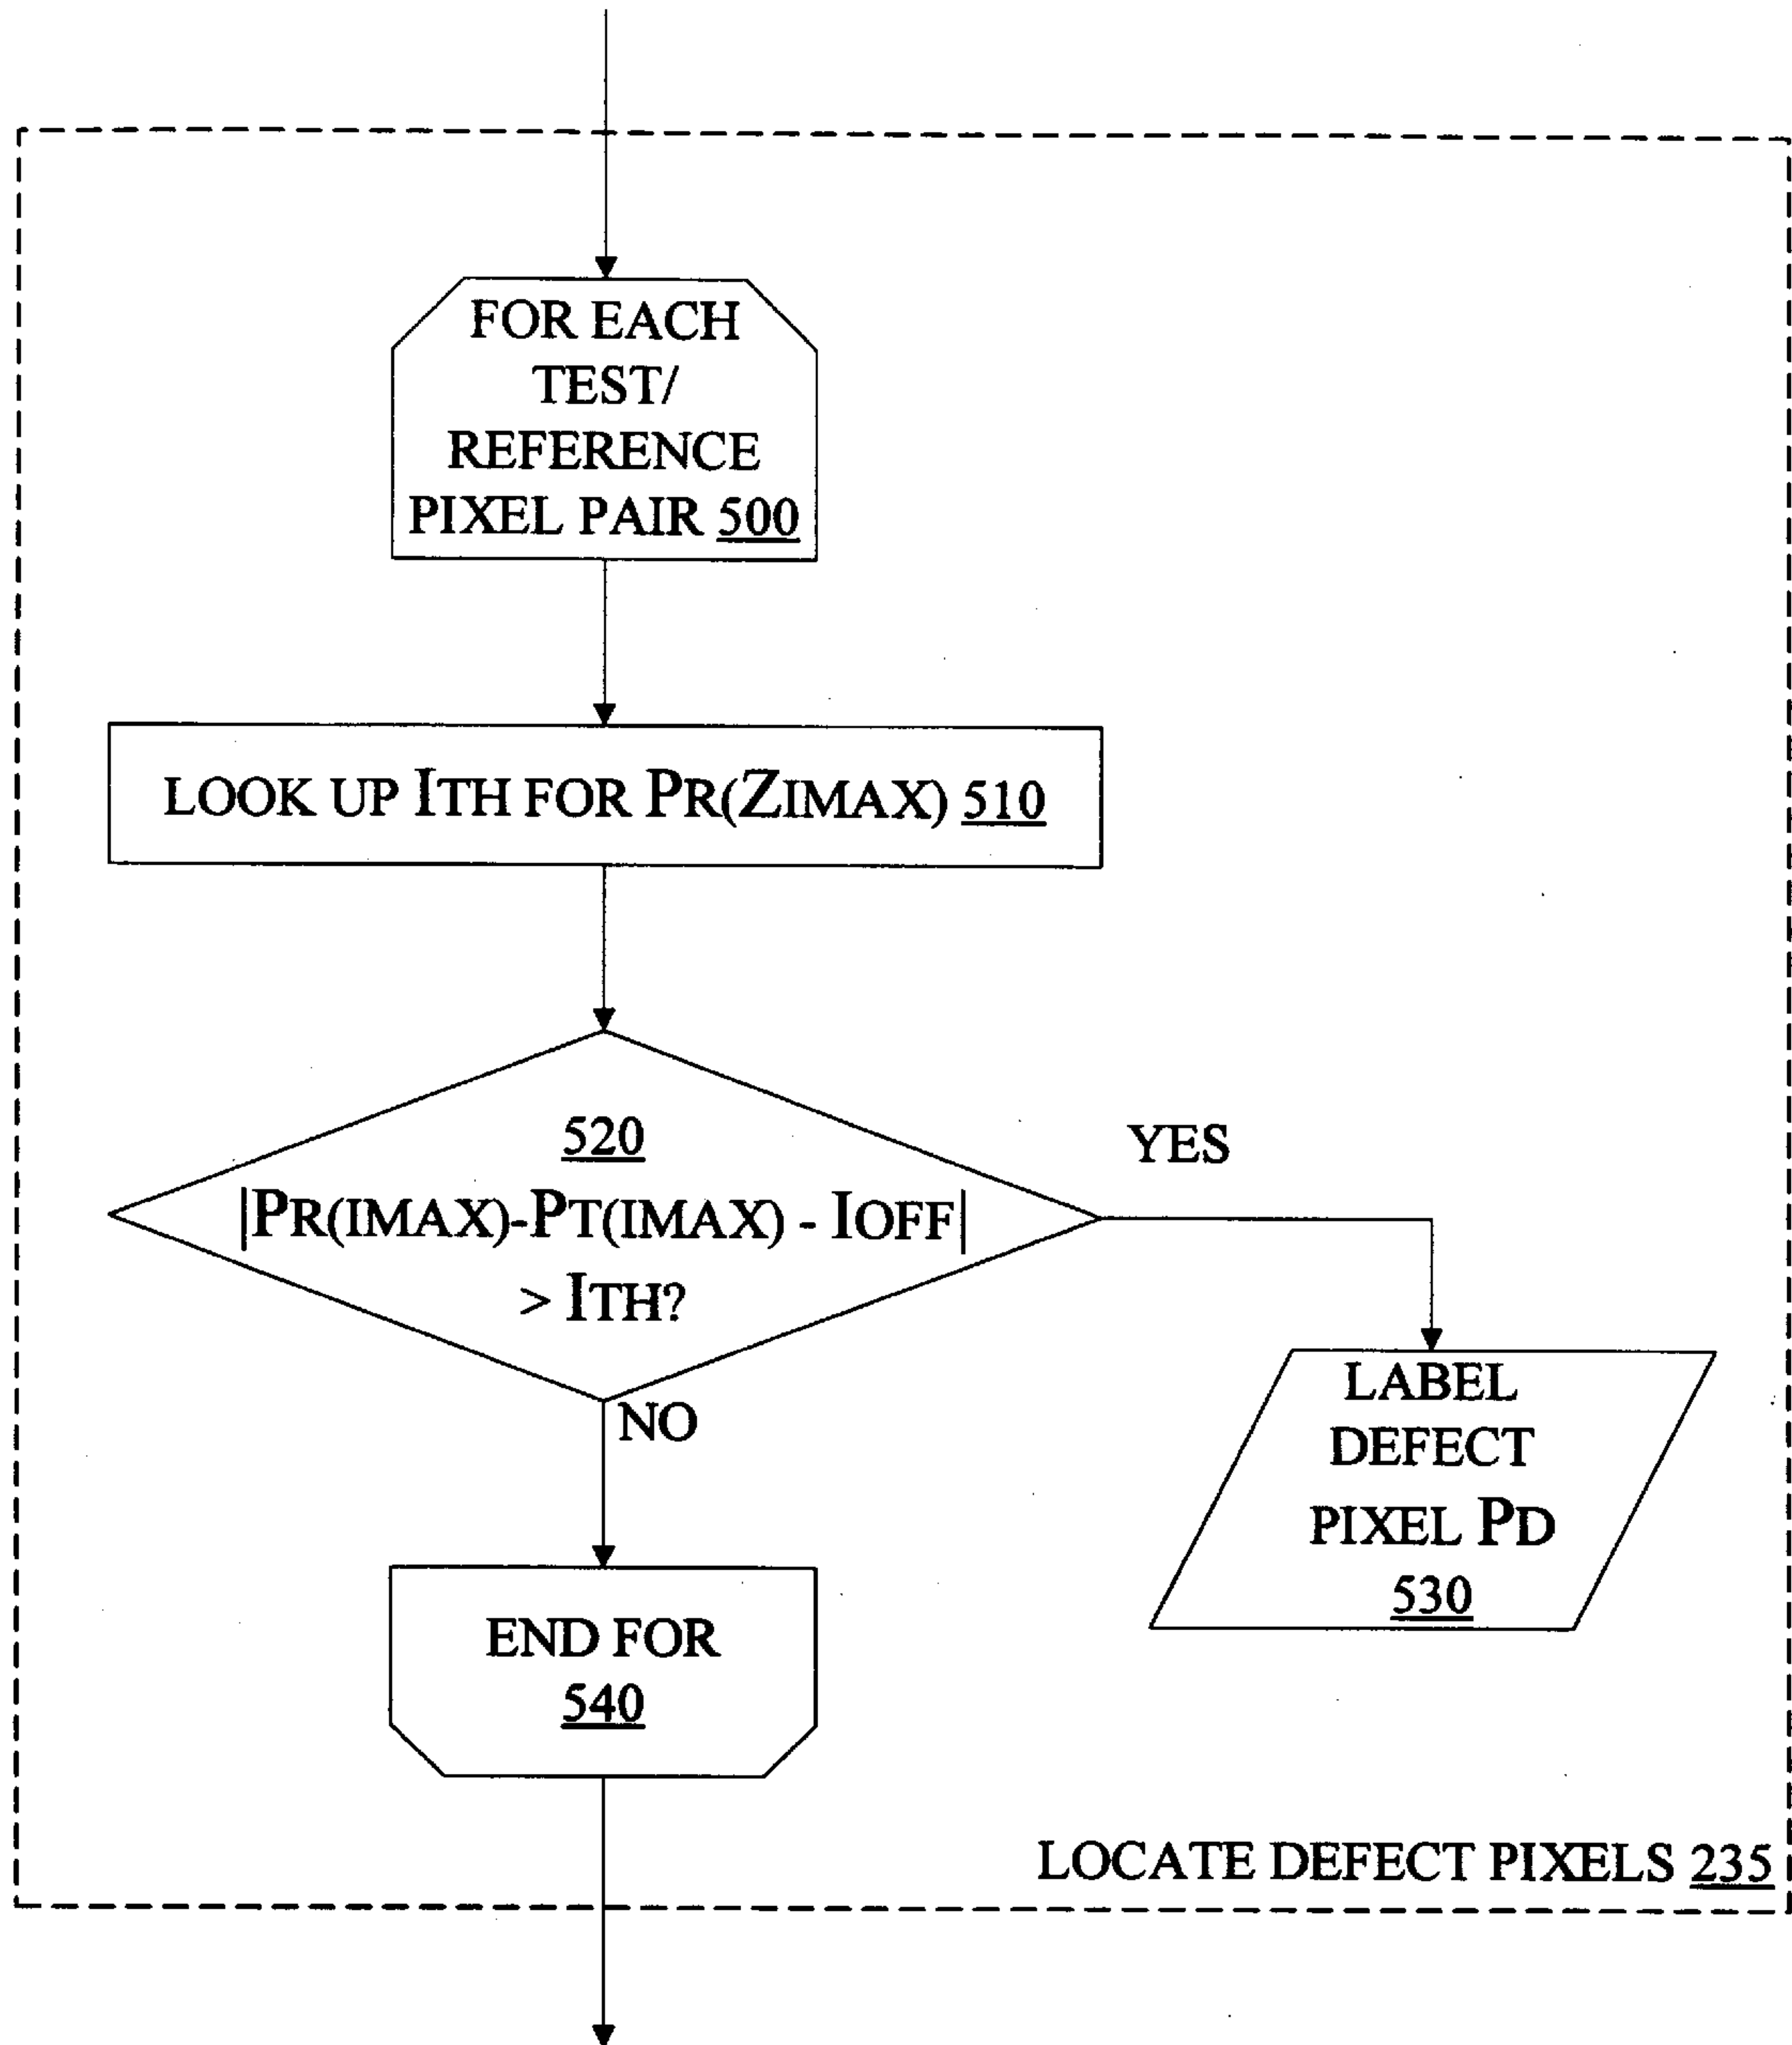 FOR EACH
TEST/
REFERENCE
PIXEL PAIR 500
LOOK UP ITH FOR PR(ZIMAX) 510
520
|PR(IMAX)-PT(IMAX) - IOFF|
> ITH?
YES
NO
LABEL
DEFECT
PIXEL PD
530
END FOR
540
LOCATE DEFECT PIXELS 235